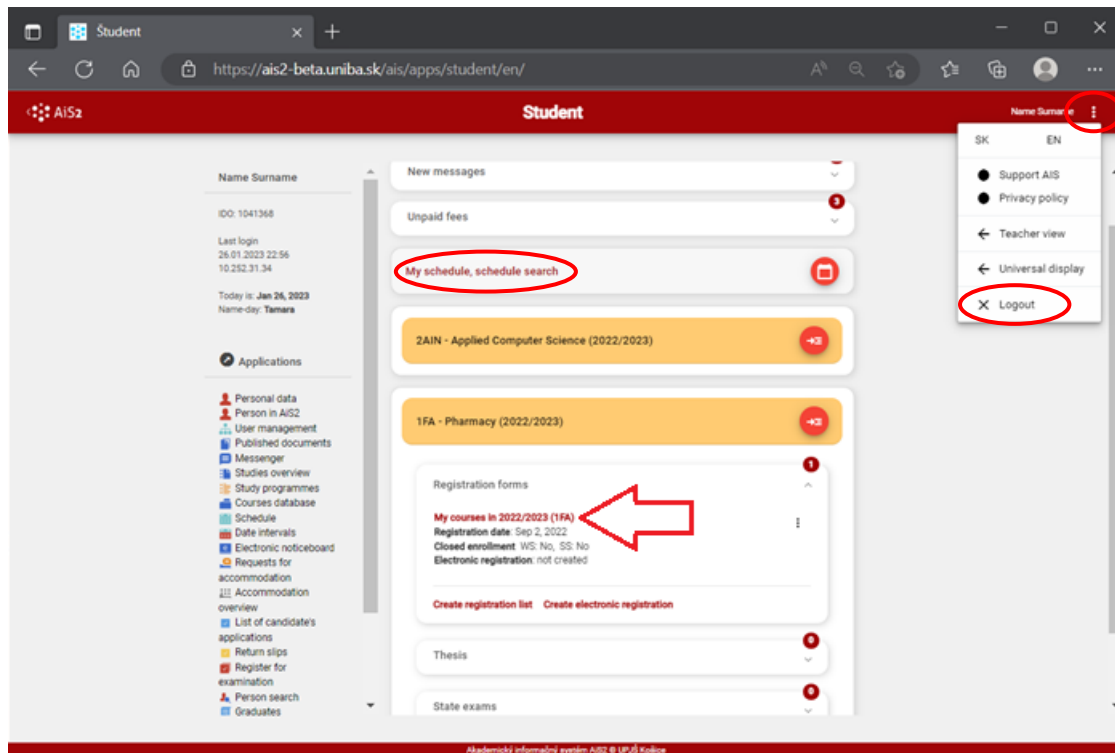 Študent
https://ais2-beta.uniba.sk/ais/apps/student/en/
AiS2
Student
Name Surname
SK EN
Support AIS
Privacy policy
Teacher view
Universal display
Logout
Name Surname
IDO: 1041368
Last login
26.01.2023 22:56
10.252.31.34
Today is: Jan 26, 2023
Name-day: Tamara
Applications
Personal data
Person in AiS2
User management
Published documents
Messenger
Studies overview
Study programmes
Courses database
Schedule
Date intervals
Electronic noticeboard
Requests for
accommodation
Accommodation
overview
List of candidate's
applications
Return slips
Register for
examination
Person search
Graduates
New messages
Unpaid fees
3
My schedule, schedule search
2AIN - Applied Computer Science (2022/2023)
1FA - Pharmacy (2022/2023)
Registration forms
1
My courses in 2022/2023 (1FA)
Registration date: Sep 2, 2022
Closed enrollment WS: No, SS: No
Electronic registration: not created
Create registration list Create electronic registration
Thesis
0
State exams
0
Akademický informačný systém AiS2 © UPJŠ Košice